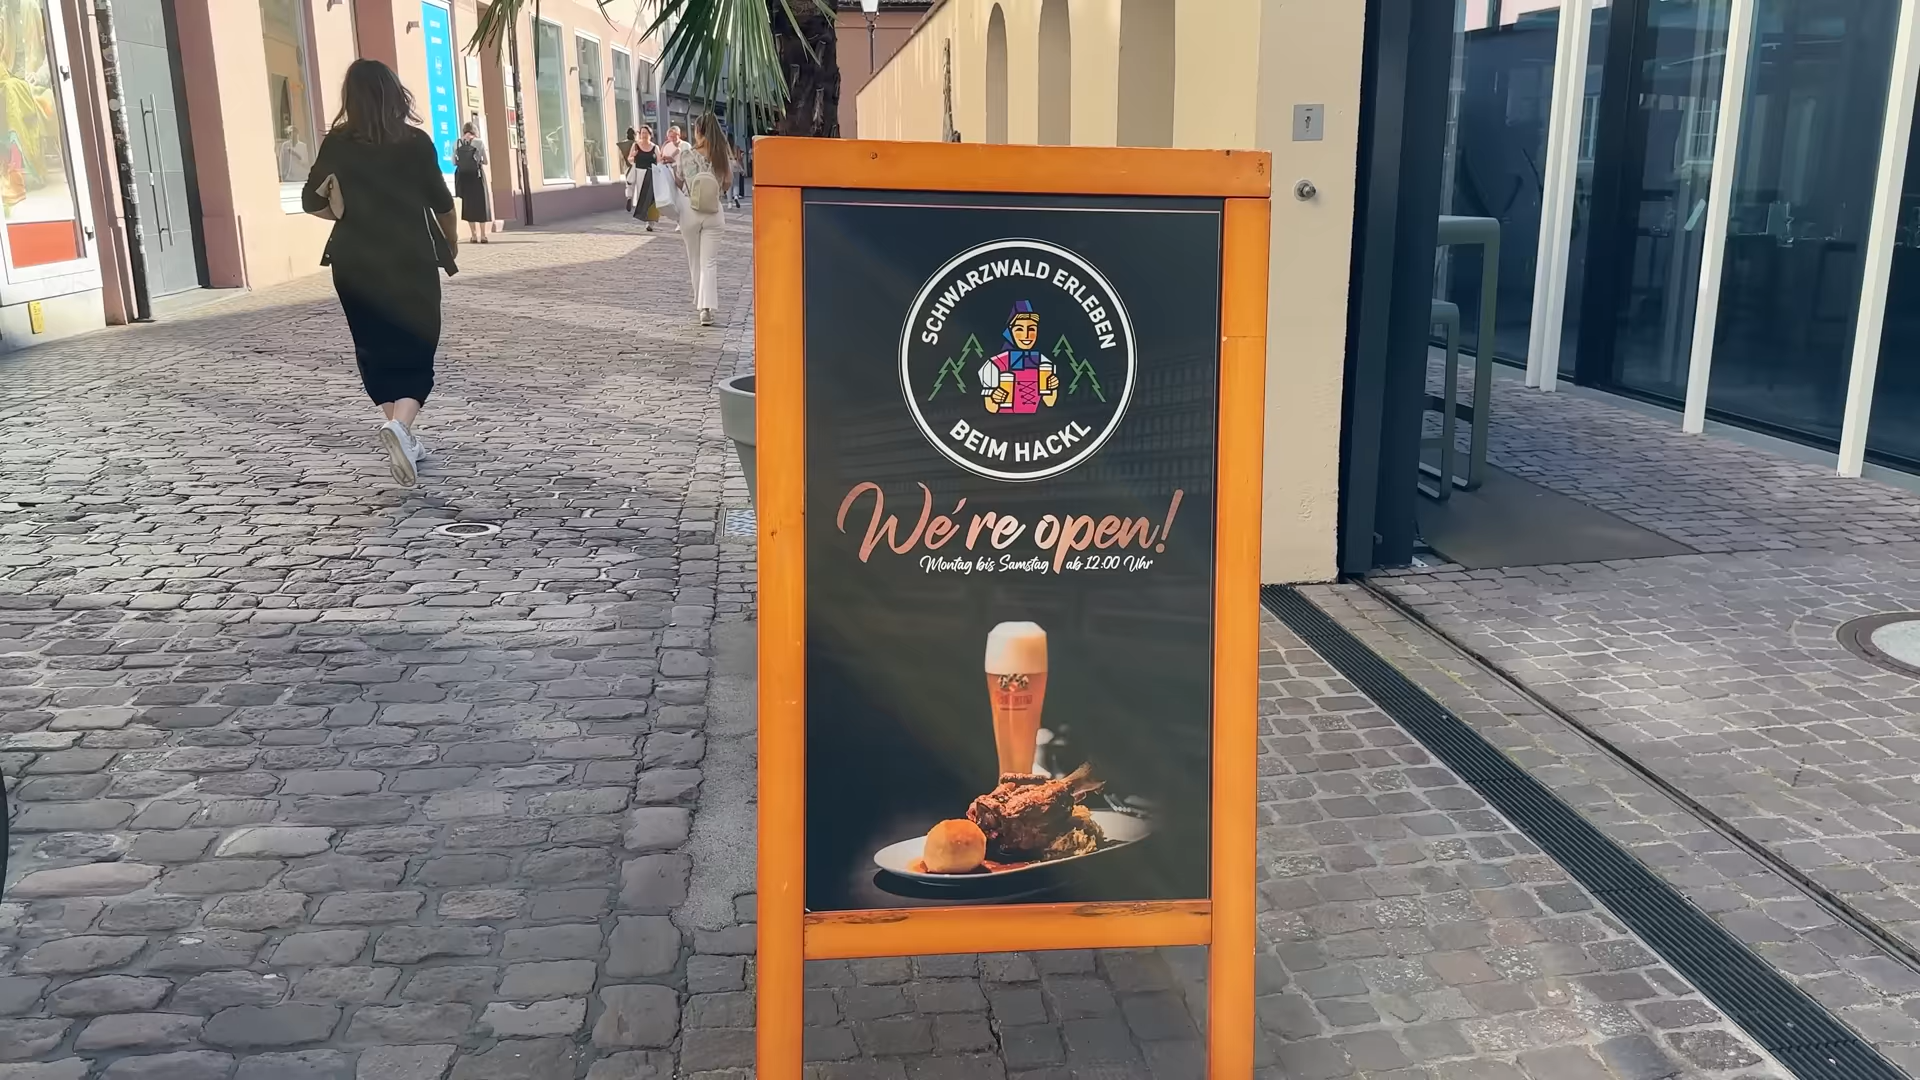 SCHWARZWALD ERLEBEN
BEIM HACKL
We're open!
Montag bis Samstag ab 12:00 Uhr